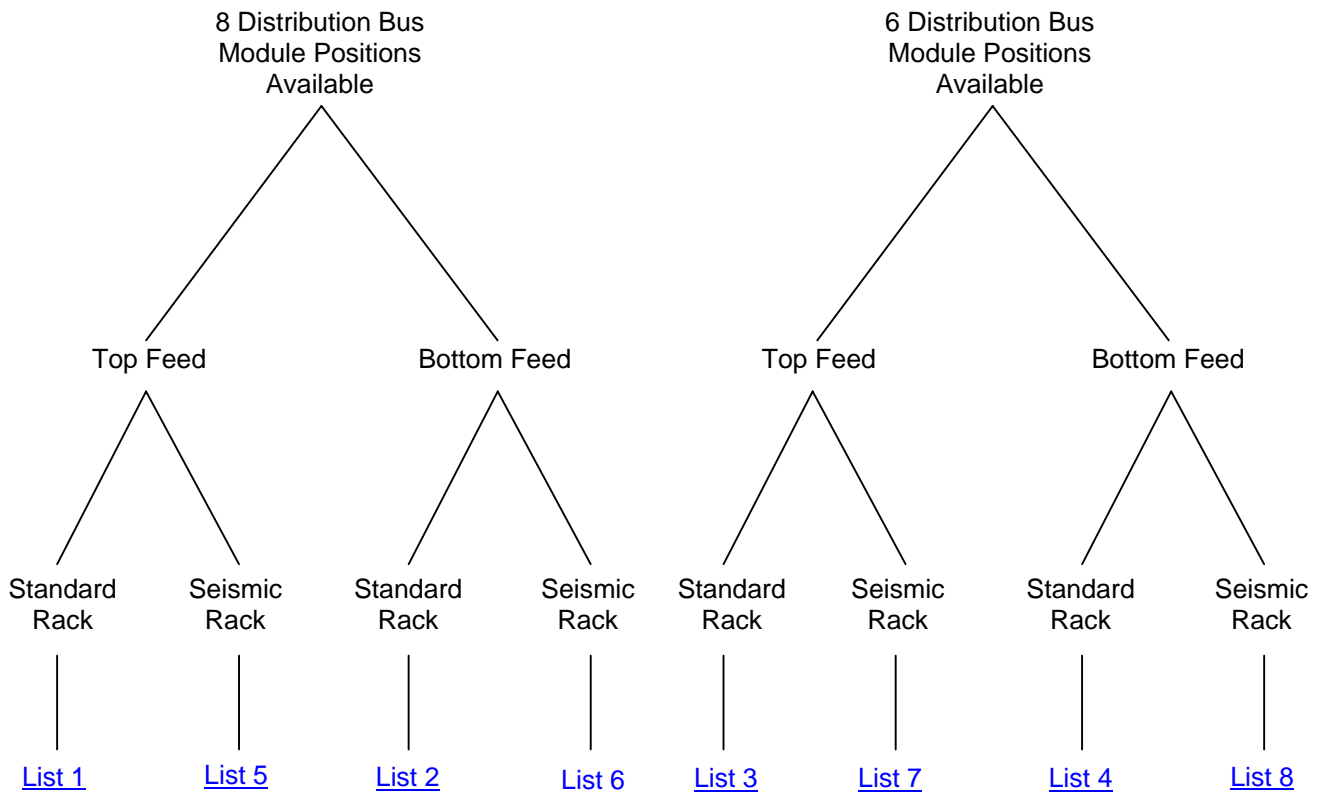 8 Distribution Bus
Module Positions
Available
6 Distribution Bus
Module Positions
Available
Top Feed
Bottom Feed
Top Feed
Bottom Feed
Standard
Rack
Seismic
Rack
Standard
Rack
Seismic
Rack
Standard
Rack
Seismic
Rack
Standard
Rack
Seismic
Rack
List 1
List 5
List 2
List 6
List 3
List 7
List 4
List 8